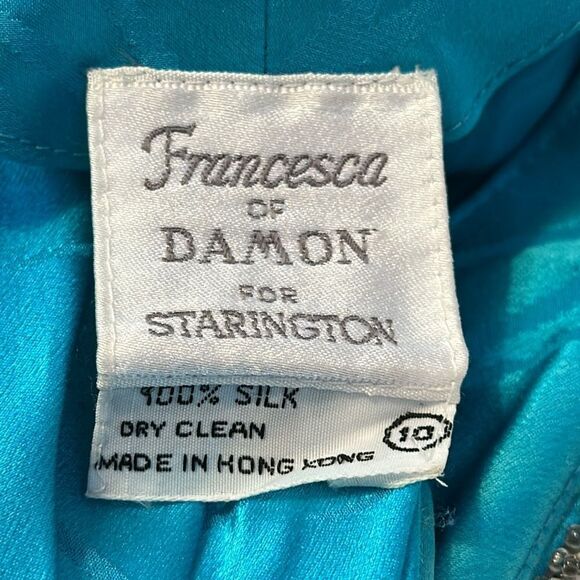 Francesca
OF
DAMON
FOR
STARINGTON
100% SILK
DRY CLEAN
10
MADE IN HONG KONG